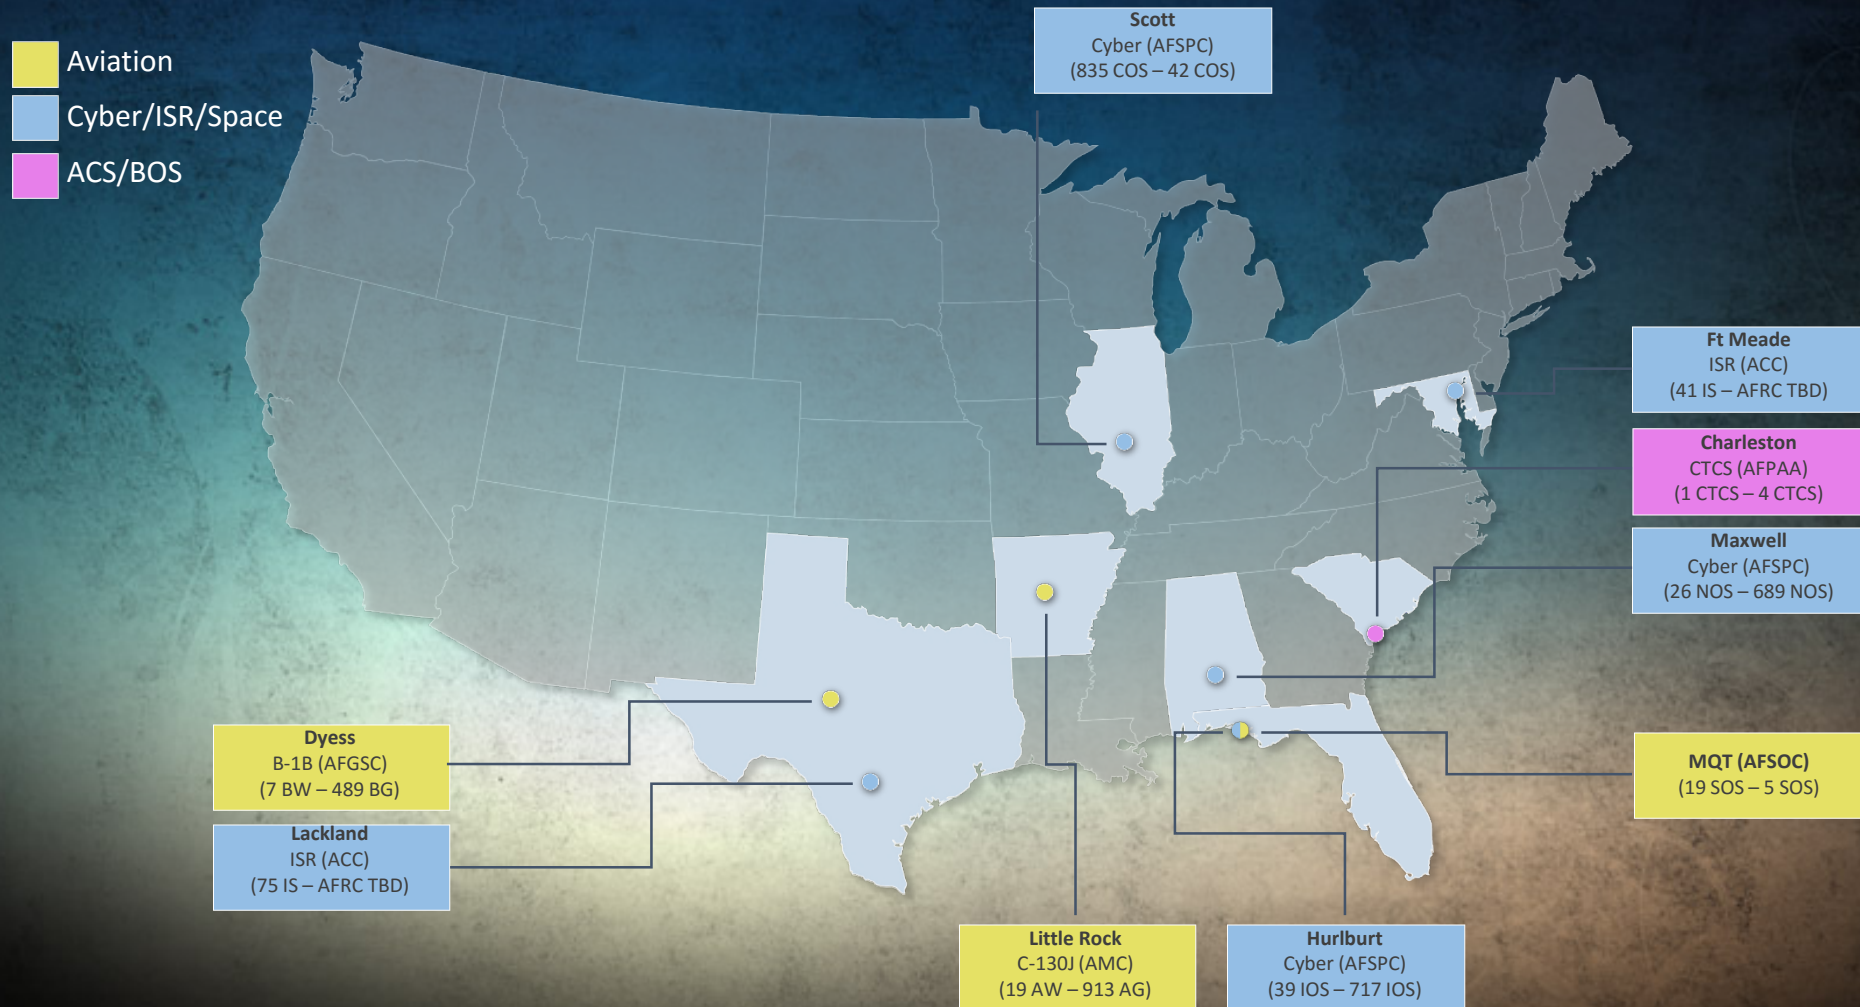 Aviation
Cyber/ISR/Space
ACS/BOS
Scott
Cyber (AFSPC)
(835 COS – 42 COS)
Ft Meade
ISR (ACC)
(41 IS – AFRC TBD)
Charleston
CTCS (AFPAA)
(1 CTCS – 4 CTCS)
Maxwell
Cyber (AFSPC)
(26 NOS – 689 NOS)
MQT (AFSOC)
(19 SOS – 5 SOS)
Dyess
B-1B (AFGSC)
(7 BW – 489 BG)
Lackland
ISR (ACC)
(75 IS – AFRC TBD)
Little Rock
C-130J (AMC)
(19 AW – 913 AG)
Hurlburt
Cyber (AFSPC)
(39 IOS – 717 IOS)